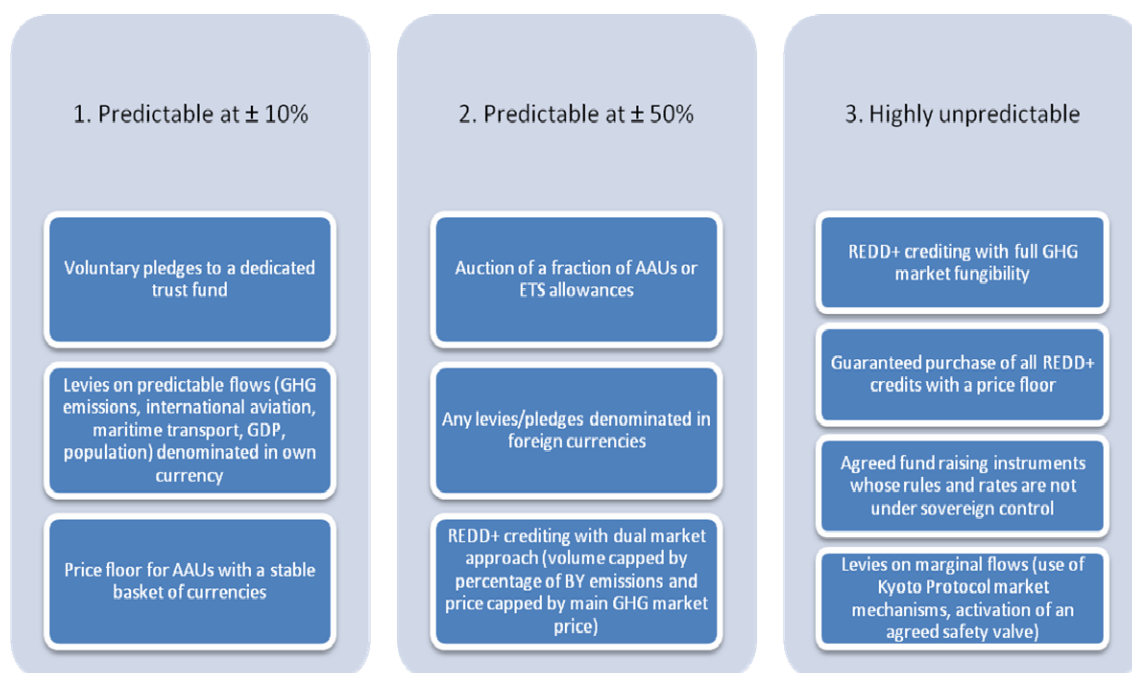 1. Predictable at ± 10%
Voluntary pledges to a dedicated
trust fund
Levies on predictable flows (GHG
emissions, international aviation,
maritime transport, GDP,
population) denominated in own
currency
Price floor for AAUs with a stable
basket of currencies
2. Predictable at ± 50%
Auction of a fraction of AAUs or
ETS allowances
Any levies/pledges denominated in
foreign currencies
REDD+ crediting with dual market
approach (volume capped by
percentage of BY emissions and
price capped by main GHG market
price)
3. Highly unpredictable
REDD+ crediting with full GHG
market fungibility
Guaranteed purchase of all REDD+
credits with a price floor
Agreed fund raising instruments
whose rules and rates are not
under sovereign control
Levies on marginal flows (use of
Kyoto Protocol market
mechanisms, activation of an
agreed safety valve)